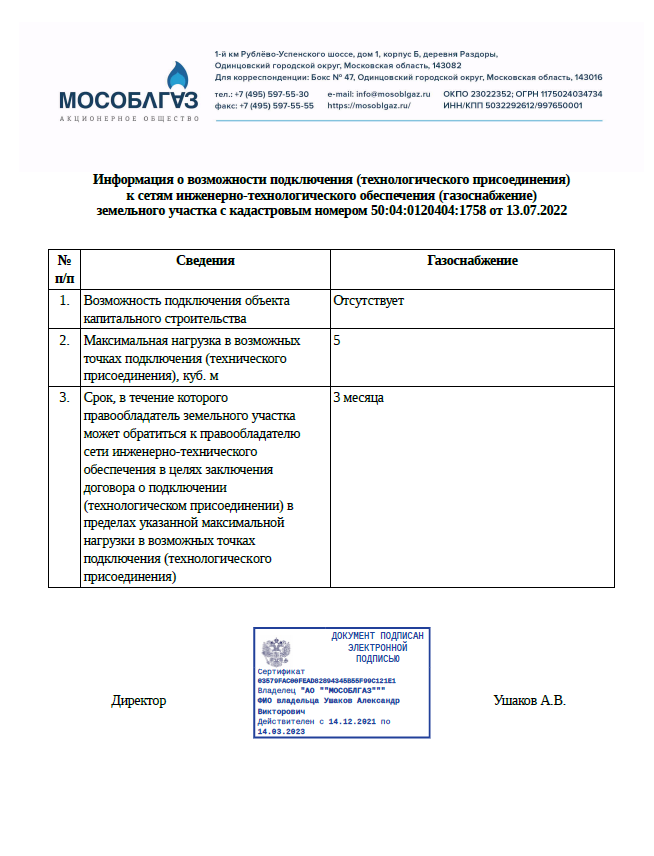 МОСОБЛГАЗ
АКЦИОНЕРНОЕ ОБЩЕСТВО
1-й км Рублёво-Успенского шоссе, дом 1, корпус Б, деревня Раздоры,
Одинцовский городской округ, Московская область, 143082
Для корреспонденции: Бокс № 47, Одинцовский городской округ, Московская область, 143016
тел.: +7 (495) 597-55-30 e-mail: info@mosoblgaz.ru ОКПО 23022352; ОГРН 1175024034734
факс: +7 (495) 597-55-55 https://mosoblgaz.ru/ ИНН/КПП 5032292612/997650001
Информация о возможности подключения (технологического присоединения)
к сетям инженерно-технологического обеспечения (газоснабжение)
земельного участка с кадастровым номером 50:04:0120404:1758 от 13.07.2022
№ Сведения Газоснабжение
п/п
1. Возможность подключения объекта Отсутствует
капитального строительства
2. Максимальная нагрузка в возможных 5
точках подключения (технического
присоединения), куб. м
3. Срок, в течение которого 3 месяца
правообладатель земельного участка
может обратиться к правообладателю
сети инженерно-технического
обеспечения в целях заключения
договора о подключении
(технологическом присоединении) в
пределах указанной максимальной
нагрузки в возможных точках
подключения (технологического
присоединения)
ДОКУМЕНТ ПОДПИСАН
ЭЛЕКТРОННОЙ
ПОДПИСЬЮ
Сертификат
03579FAC00FEAD82894345B55F99C121E1
Владелец "АО ""МОСОБЛГАЗ"""
ФИО владельца Ушаков Александр
Викторович
Действителен с 14.12.2021 по
14.03.2023
Директор Ушаков А.В.